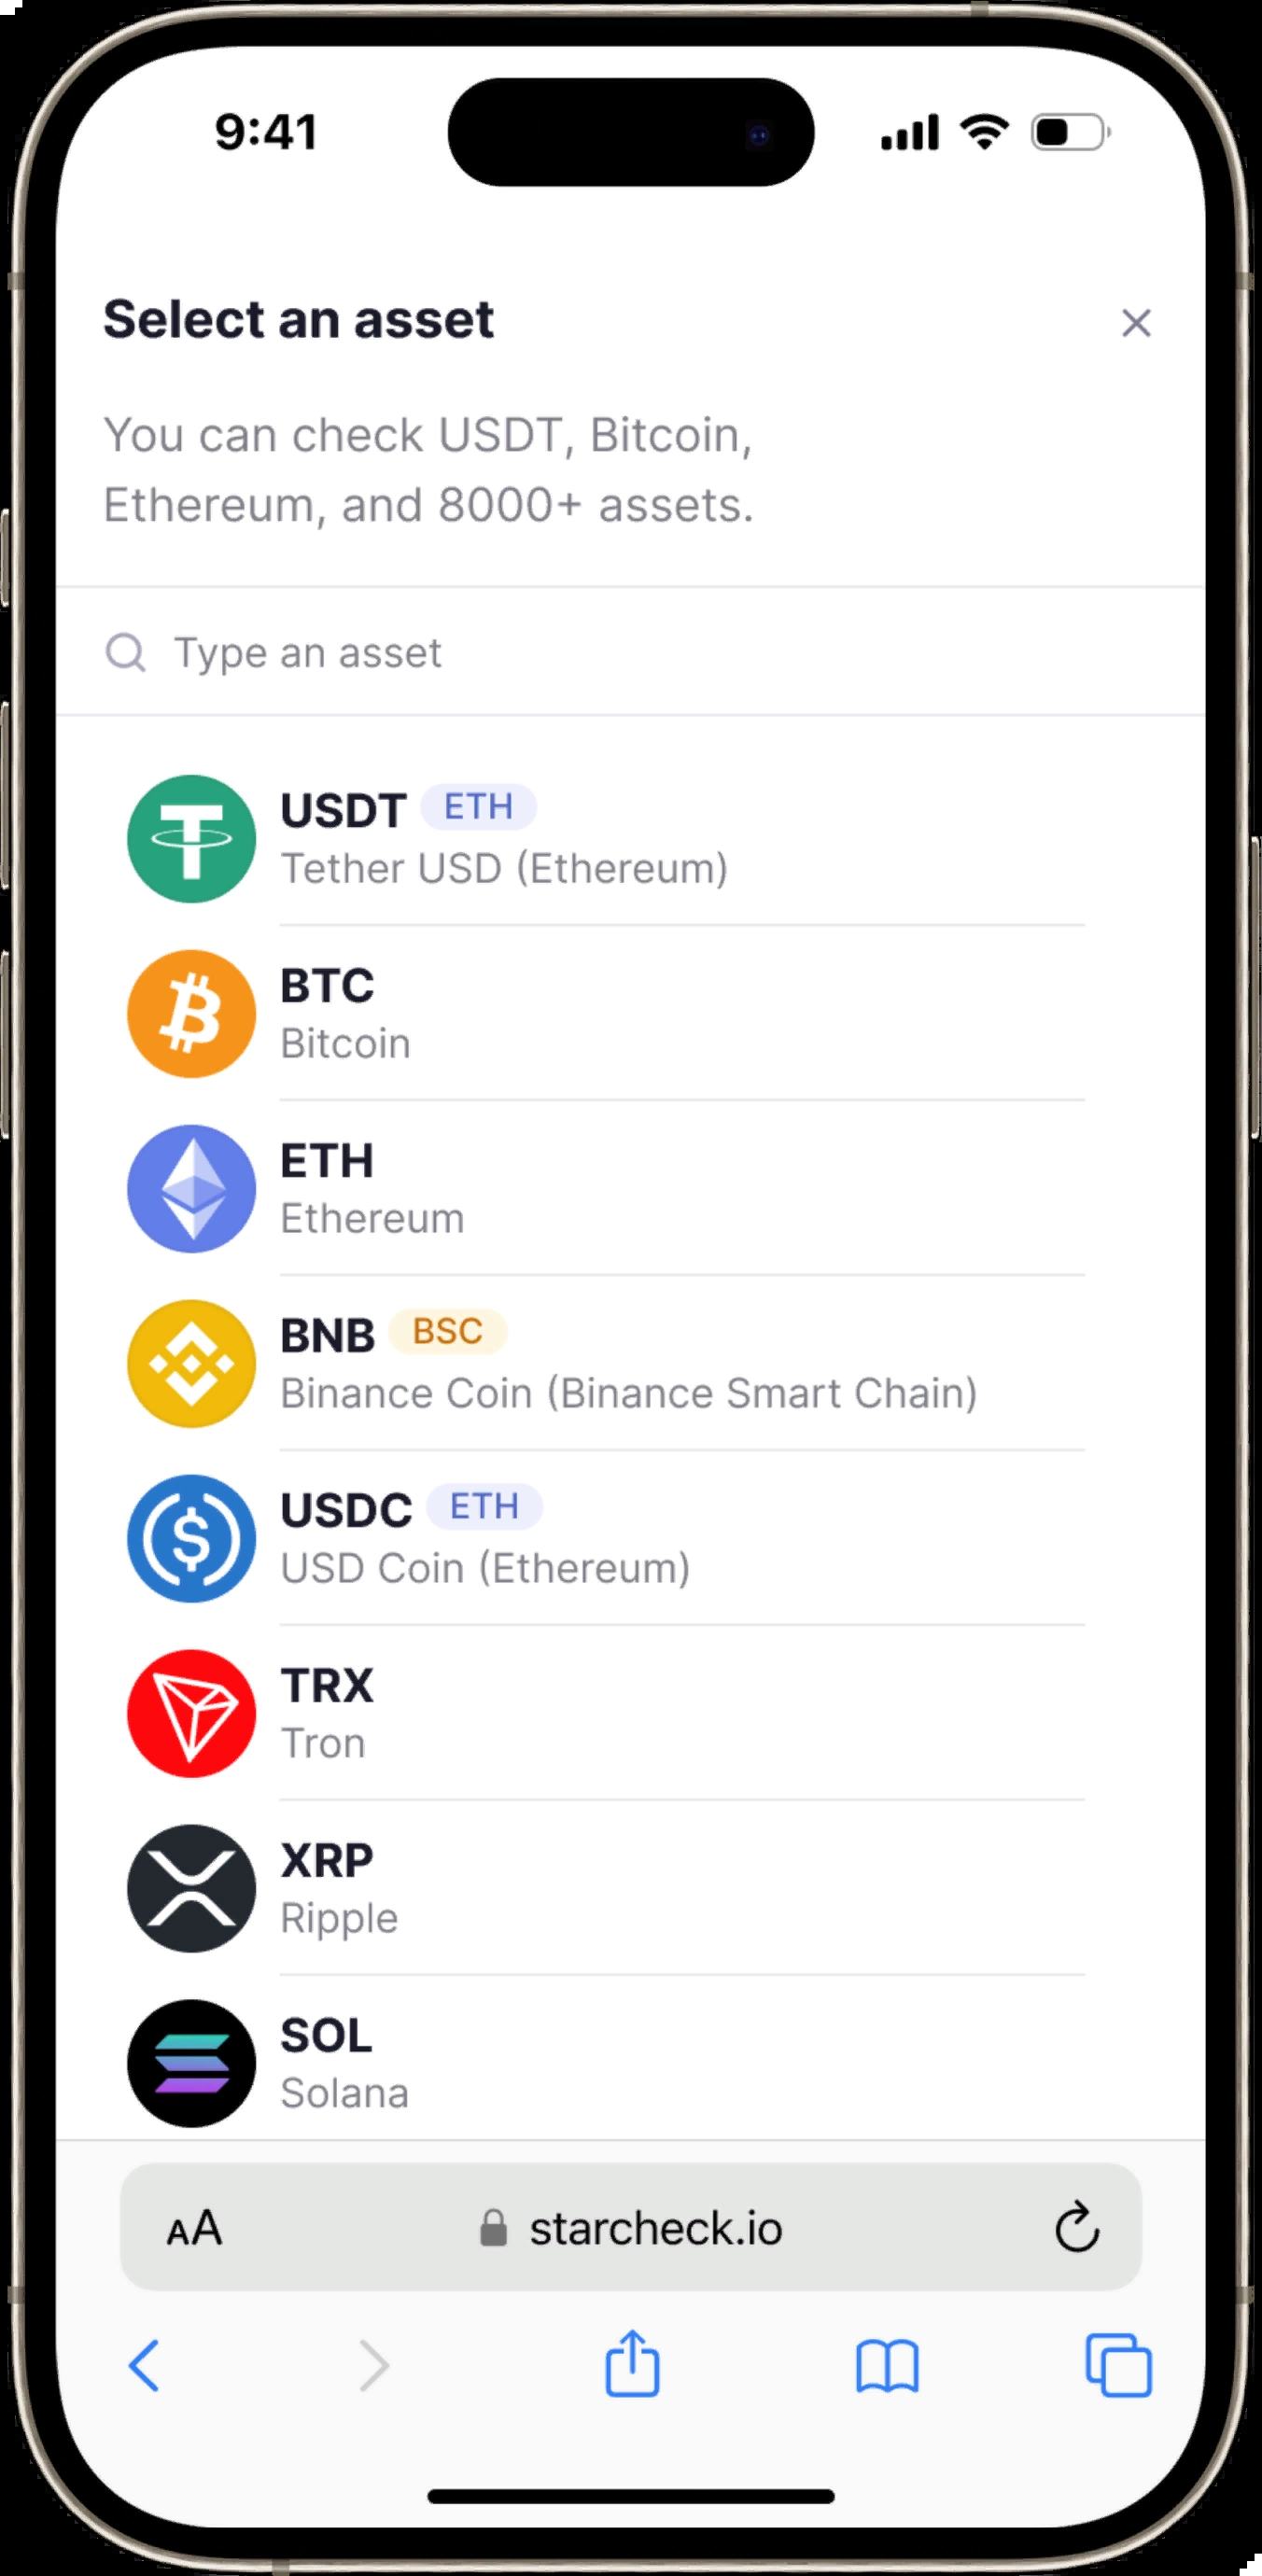 9:41
Select an asset
You can check USDT, Bitcoin,
Ethereum, and 8000+ assets.
Type an asset
USDT ETH
Tether USD (Ethereum)
BTC
Bitcoin
ETH
Ethereum
BNB BSC
Binance Coin (Binance Smart Chain)
USDC ETH
USD Coin (Ethereum)
TRX
Tron
XRP
Ripple
SOL
Solana
AA starcheck.io